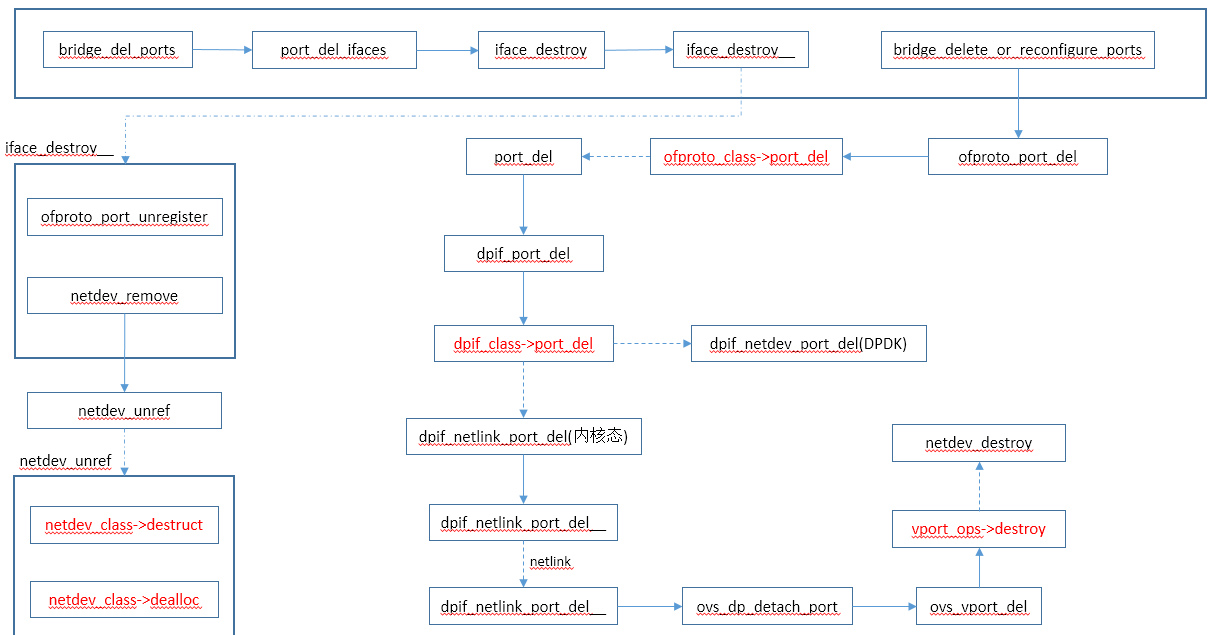 bridge_del_ports
port_del_ifaces
iface_destroy
iface_destroy__
bridge_delete_or_reconfigure_ports
iface_destroy__
port_del
ofproto_class->port_del
ofproto_port_del
ofproto_port_unregister
dpif_port_del
netdev_remove
dpif_class->port_del
dpif_netdev_port_del(DPDK)
netdev_unref
dpif_netlink_port_del(内核态)
netdev_destroy
netdev_unref
netdev_class->destruct
dpif_netlink_port_del__
vport_ops->destroy
netlink
netdev_class->dealloc
dpif_netlink_port_del__
ovs_dp_detach_port
ovs_vport_del